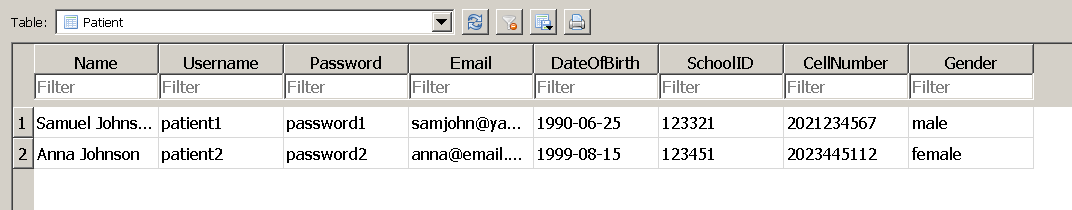 Table: Patient
Name Username Password Email DateOfBirth SchoolID CellNumber Gender
Filter Filter Filter Filter Filter Filter Filter Filter
1 Samuel Johns... patient1 password1 samjohn@ya... 1990-06-25 123321 2021234567 male
2 Anna Johnson patient2 password2 anna@email.... 1999-08-15 123451 2023445112 female